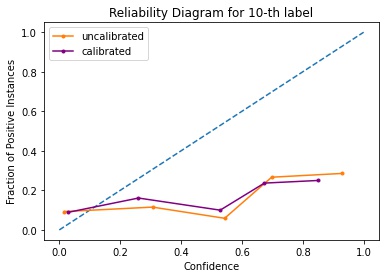 Reliability Diagram for 10-th label
uncalibrated
calibrated
Fraction of Positive Instances
1.0
0.8
0.6
0.4
0.2
0.0
0.0 0.2 0.4 0.6 0.8 1.0
Confidence